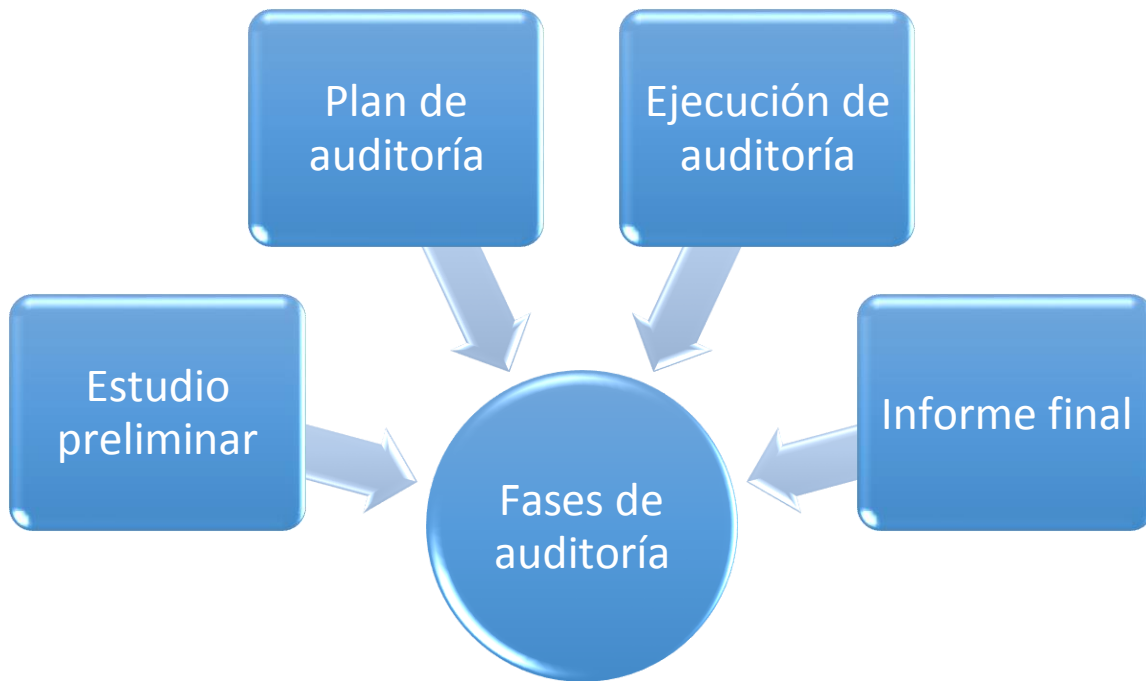 Estudio
preliminar
Plan de
auditoría
Ejecución de
auditoría
Informe final
Fases de
auditoría